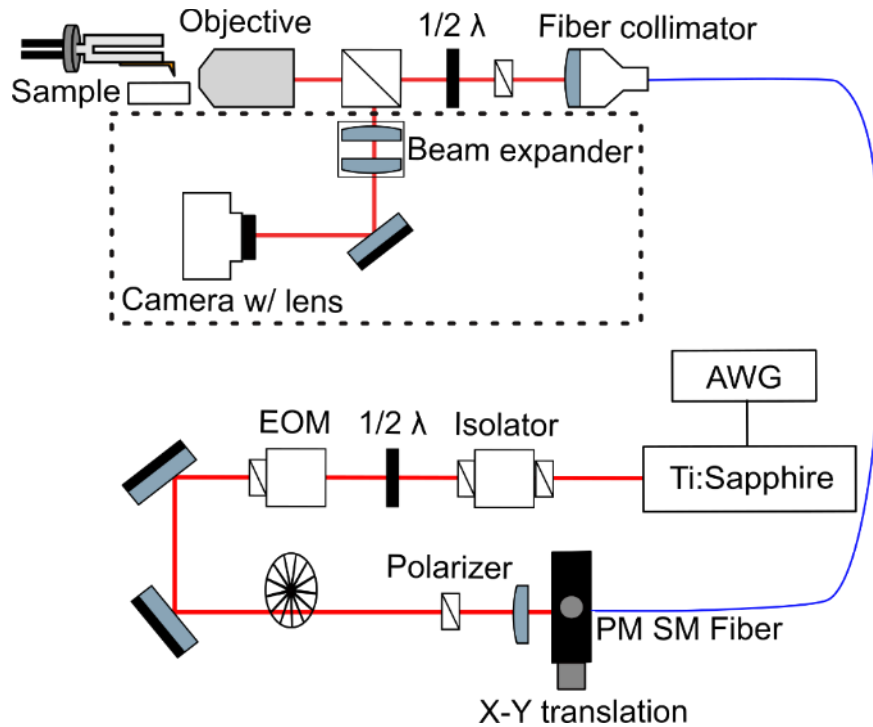 Objective
1/2 λ
Fiber collimator
Sample
Beam expander
Camera w/ lens
AWG
EOM
1/2 λ
Isolator
Ti:Sapphire
Polarizer
PM SM Fiber
X-Y translation